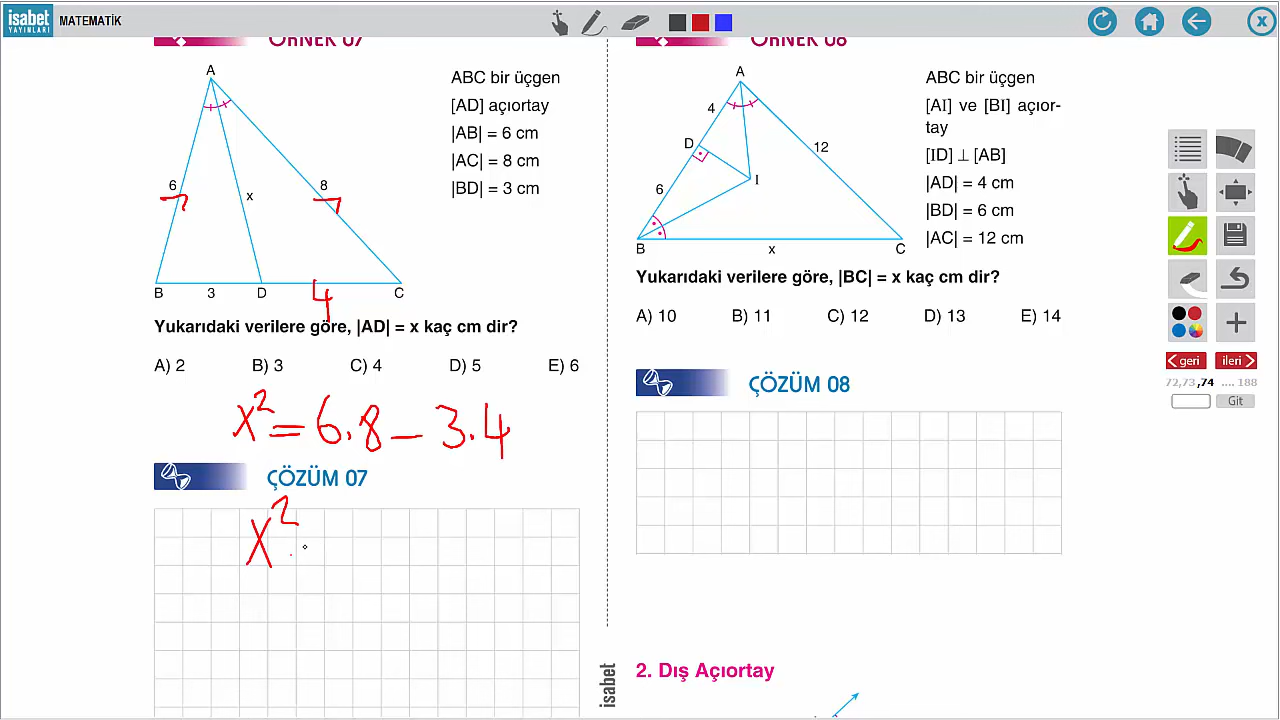 isabet
YAYINLARI
MATEMATİK
ÖRNEK 07
A
6
8
x
B
3
D
C
4
ABC bir üçgen
[AD] açıortay
|AB| = 6 cm
|AC| = 8 cm
|BD| = 3 cm
Yukarıdaki verilere göre, |AD| = x kaç cm dir?
A) 2 B) 3 C) 4 D) 5 E) 6
x² = 6.8 - 3.4
ÇÖZÜM 07
x²
ÖRNEK 08
A
4
D
12
I
6
B
x
C
ABC bir üçgen
[AI] ve [BI] açıor-
tay
[ID] ⊥ [AB]
|AD| = 4 cm
|BD| = 6 cm
|AC| = 12 cm
Yukarıdaki verilere göre, |BC| = x kaç cm dir?
A) 10 B) 11 C) 12 D) 13 E) 14
ÇÖZÜM 08
isabet
2. Dış Açıortay
geri
ileri
72,73,74 .... 188
Git